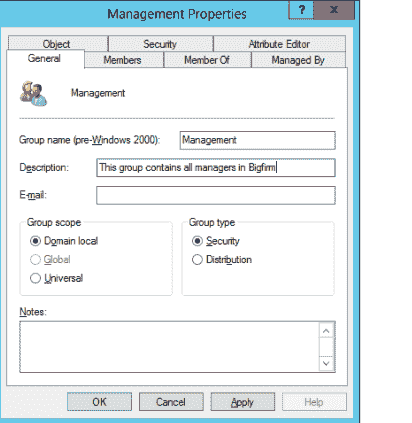 Management Properties
?
x
Object
Security
Attribute Editor
General
Members
Member Of
Managed By
Management
Group name (pre-Windows 2000):
Management
Description:
This group contains all managers in Bigfirm
E-mail:
Group scope
Domain local
Global
Universal
Group type
Security
Distribution
Notes:
OK
Cancel
Apply
Help